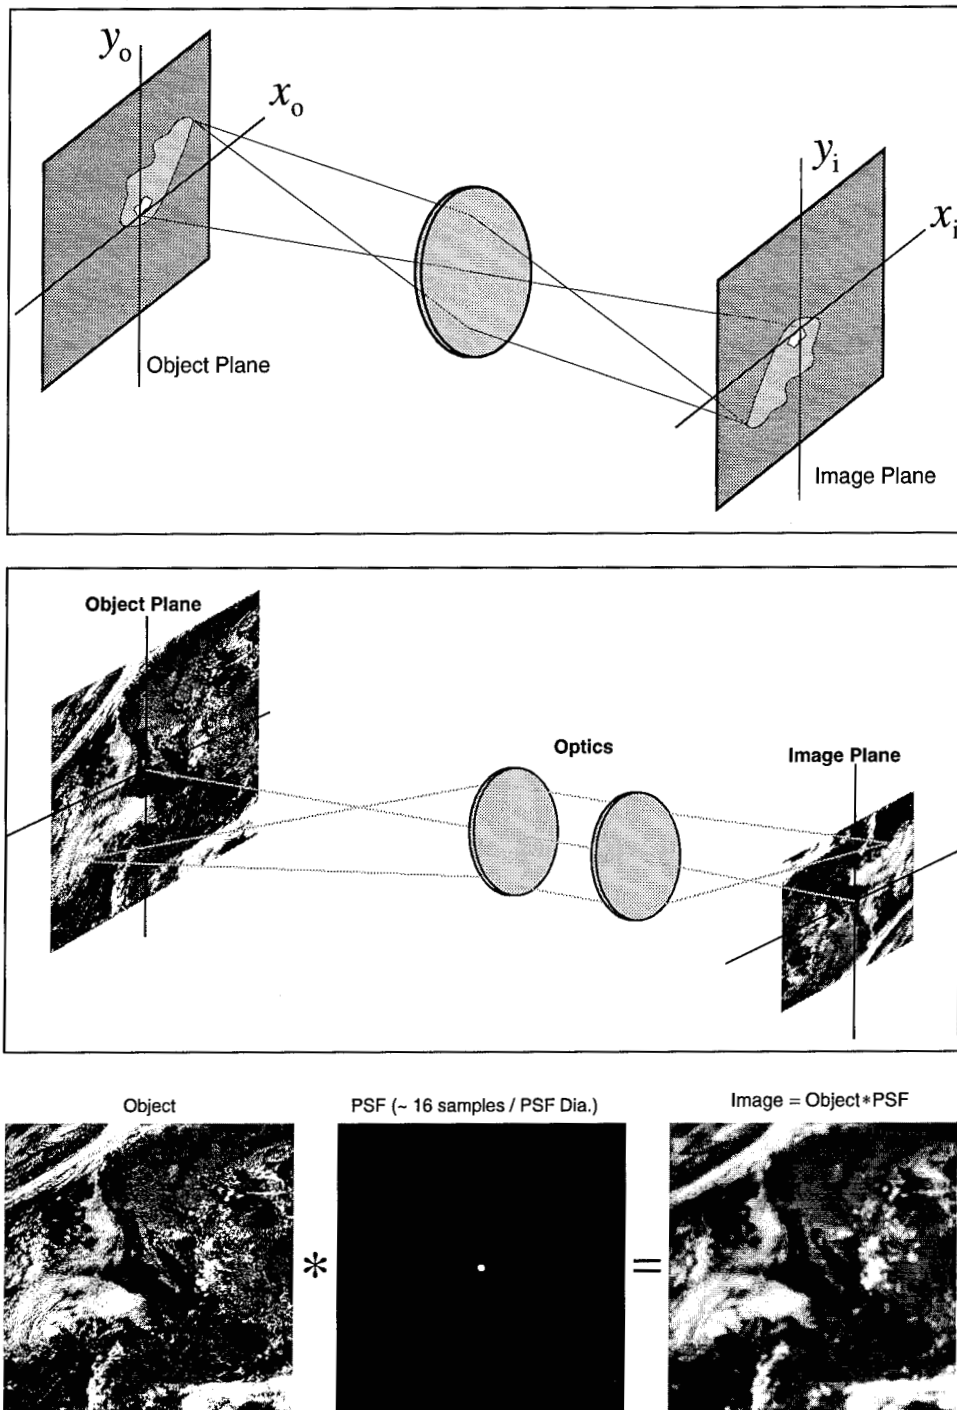 y_o
x_o
y_i
x_i
Object Plane
Image Plane
Object Plane
Optics
Image Plane
Object
PSF (~ 16 samples / PSF Dia.)
Image = Object*PSF
*
=